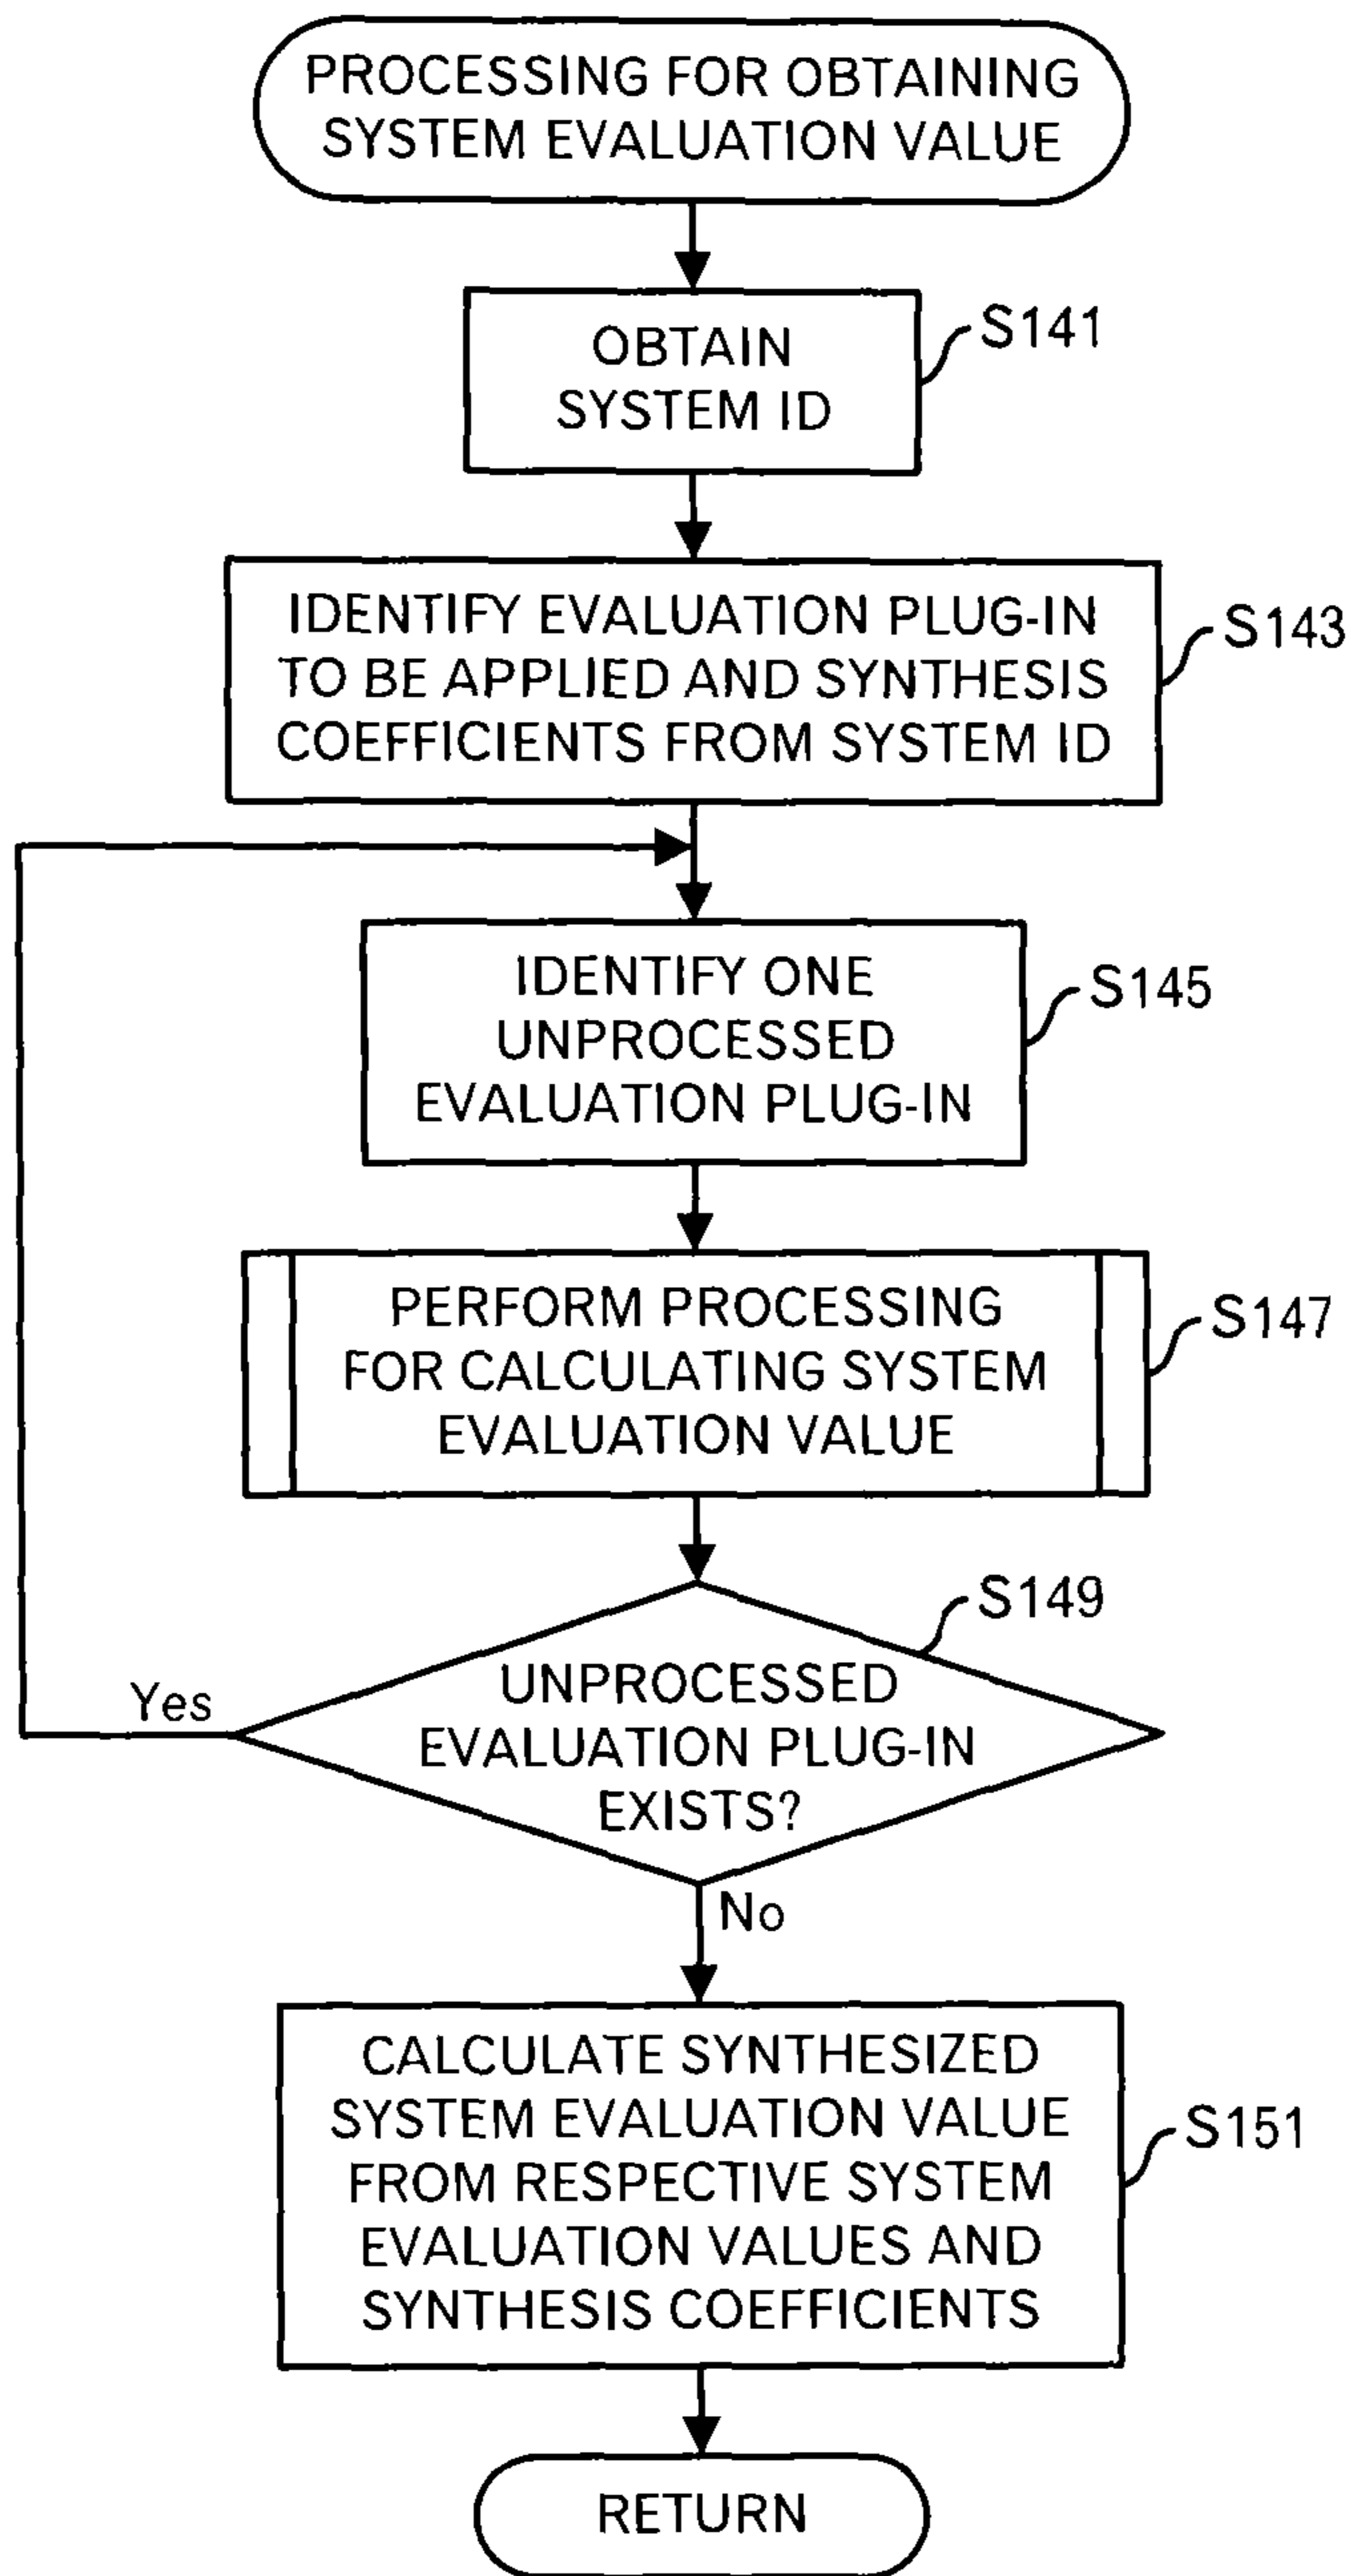 PROCESSING FOR OBTAINING
SYSTEM EVALUATION VALUE
OBTAIN
SYSTEM ID
S141
IDENTIFY EVALUATION PLUG-IN
TO BE APPLIED AND SYNTHESIS
COEFFICIENTS FROM SYSTEM ID
S143
IDENTIFY ONE
UNPROCESSED
EVALUATION PLUG-IN
S145
PERFORM PROCESSING
FOR CALCULATING SYSTEM
EVALUATION VALUE
S147
UNPROCESSED
EVALUATION PLUG-IN
EXISTS?
S149
Yes
No
CALCULATE SYNTHESIZED
SYSTEM EVALUATION VALUE
FROM RESPECTIVE SYSTEM
EVALUATION VALUES AND
SYNTHESIS COEFFICIENTS
S151
RETURN